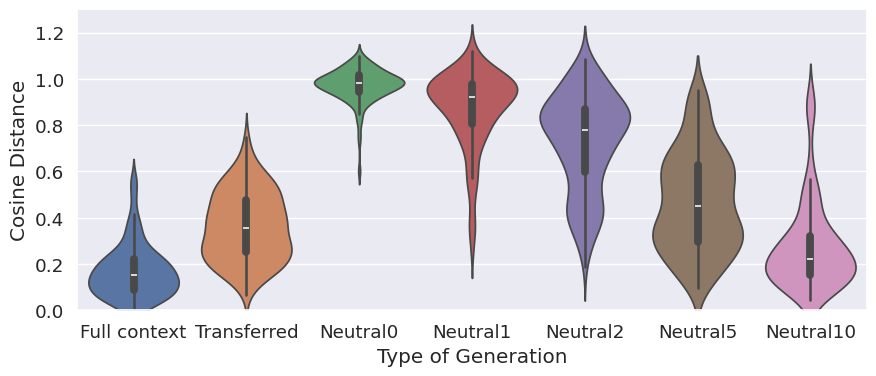 Cosine Distance
1.2
1.0
0.8
0.6
0.4
0.2
0.0
Full context Transferred Neutral0 Neutral1 Neutral2 Neutral5 Neutral10
Type of Generation